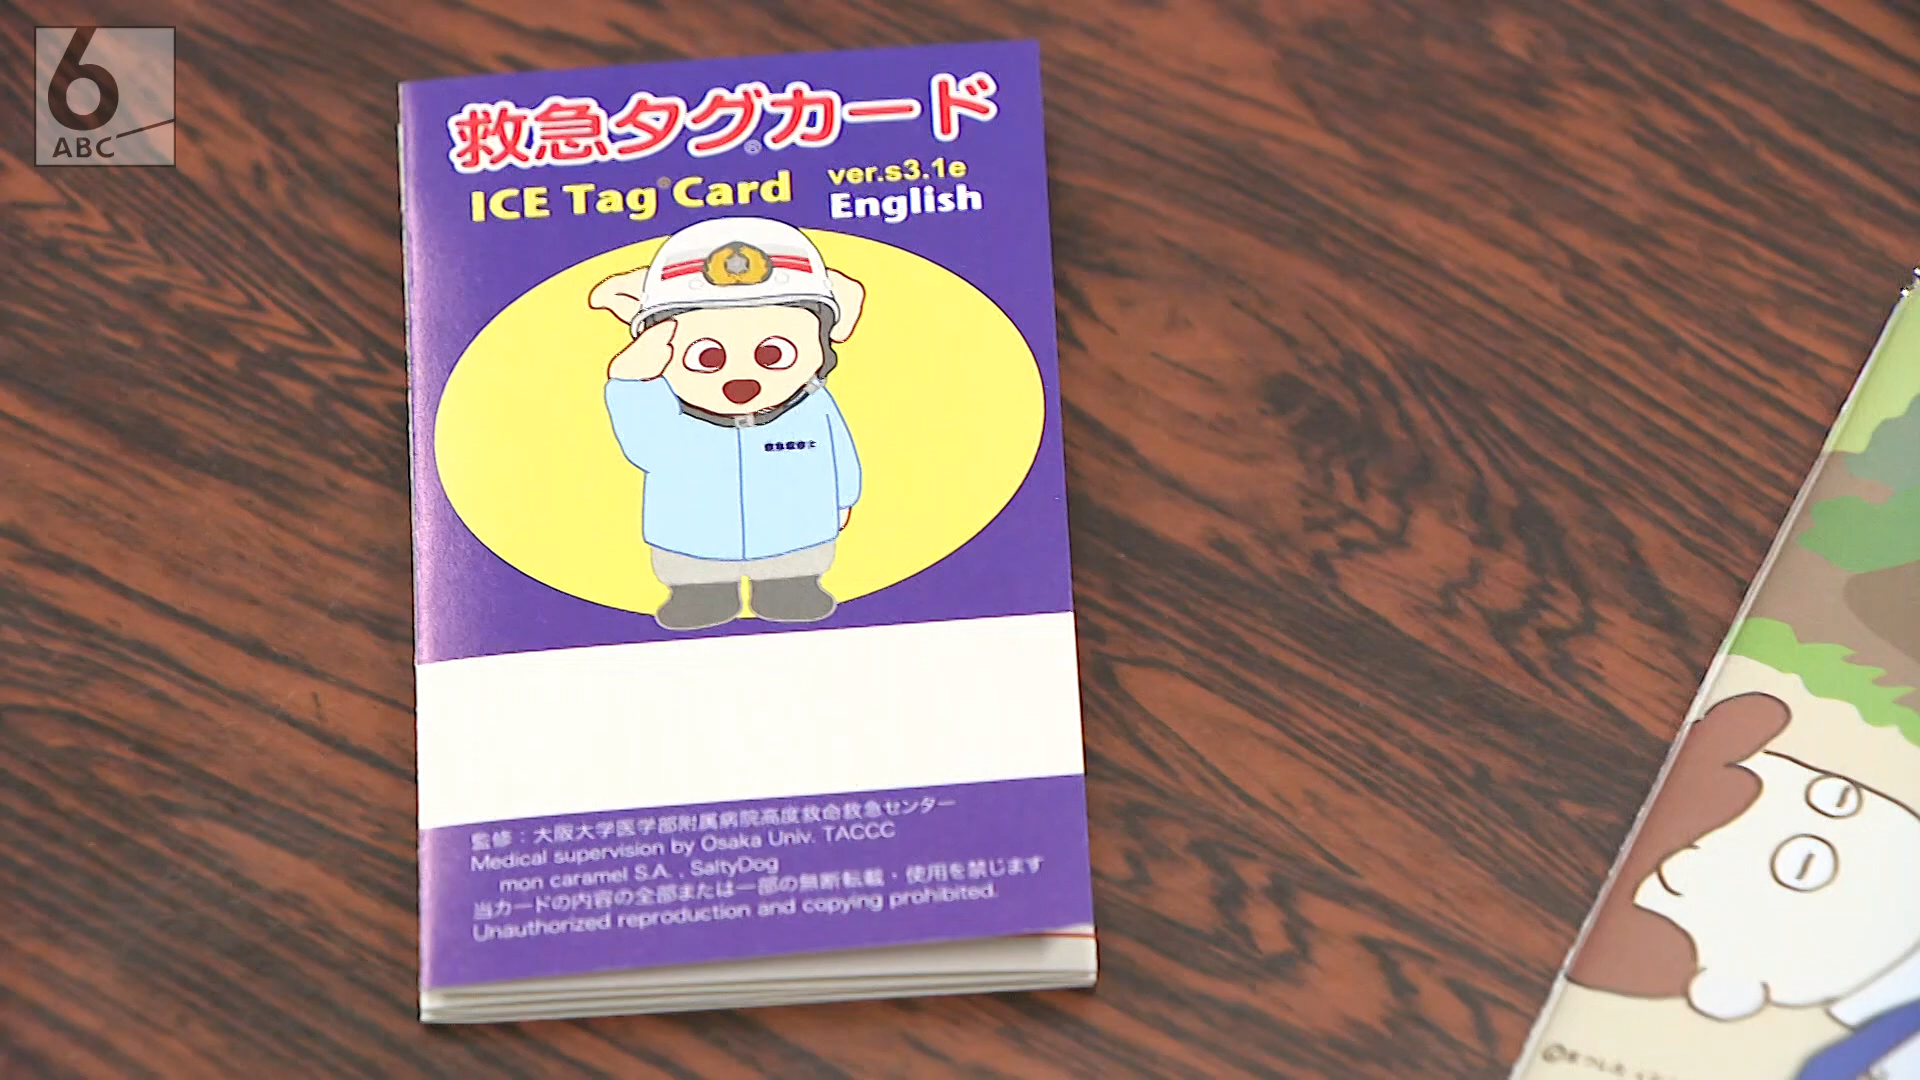 6
ABC
救急タグカード
®
ICE Tag®Card
ver.s3.1e
English
監修：大阪大学医学部附属病院高度救命救急センター
Medical supervision by Osaka Univ. TACCC
mon caramel S.A. , SaltyDog
当カードの内容の全部または一部の無断転載・使用を禁じます
Unauthorized reproduction and copying prohibited.